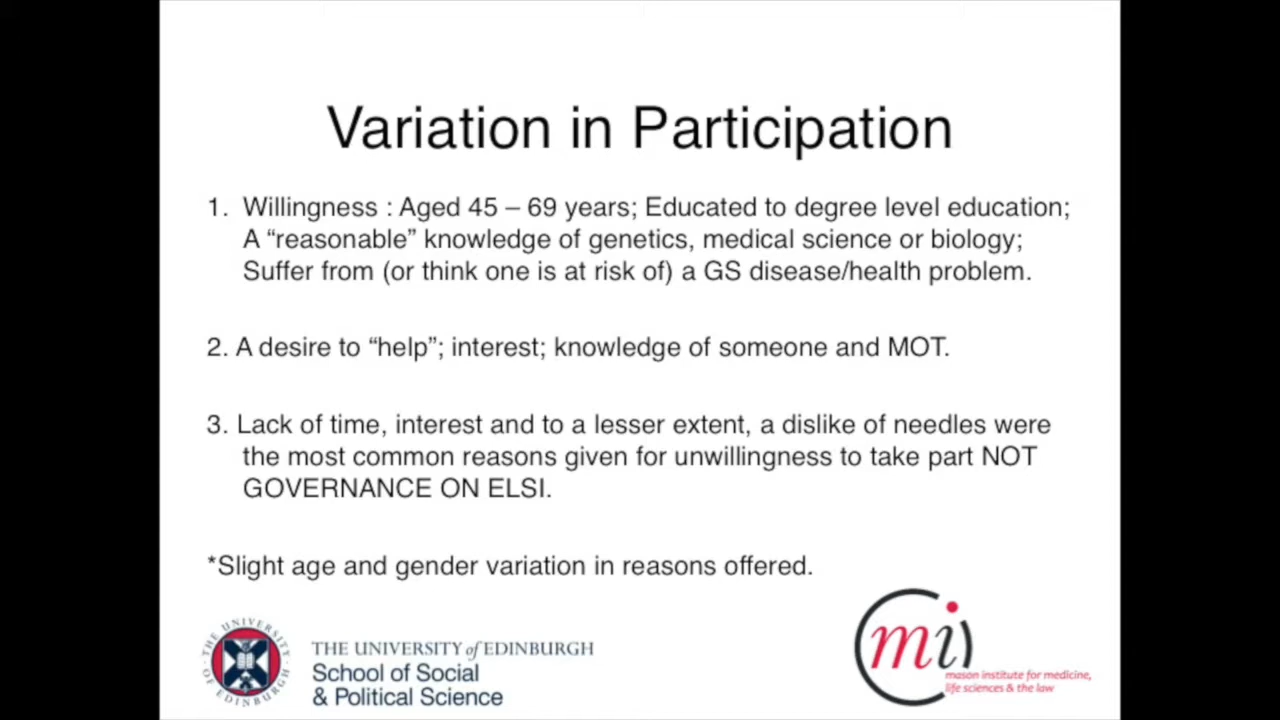 Variation in Participation
1. Willingness : Aged 45 – 69 years; Educated to degree level education;
A “reasonable” knowledge of genetics, medical science or biology;
Suffer from (or think one is at risk of) a GS disease/health problem.
2. A desire to “help”; interest; knowledge of someone and MOT.
3. Lack of time, interest and to a lesser extent, a dislike of needles were
the most common reasons given for unwillingness to take part NOT
GOVERNANCE ON ELSI.
*Slight age and gender variation in reasons offered.
THE UNIVERSITY OF EDINBURGH
THE UNIVERSITY of EDINBURGH
School of Social
& Political Science
mi
mason institute for medicine,
life sciences & the law